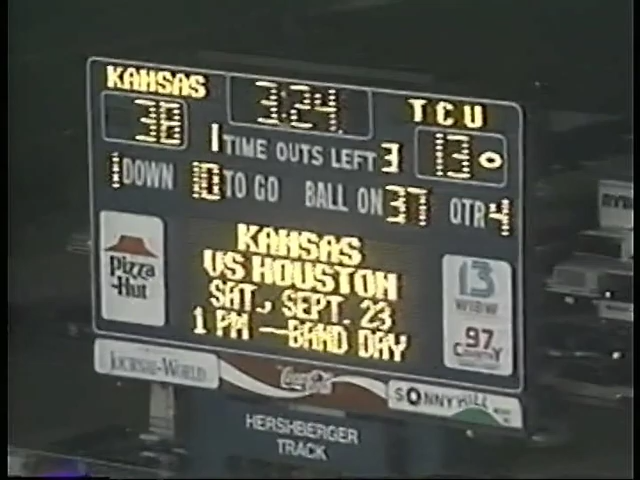 KANSAS 3:24 TCU
38 13
1 TIME OUTS LEFT 3
1 DOWN 10 TO GO BALL ON 37 QTR 4
KANSAS
VS HOUSTON
SAT., SEPT. 23
1 PM - BAND DAY
Pizza
Hut
13
WIBW
97
COUNTRY
JOURNAL-WORLD
Coca-Cola
SONNY HILL
HERSHBERGER
TRACK